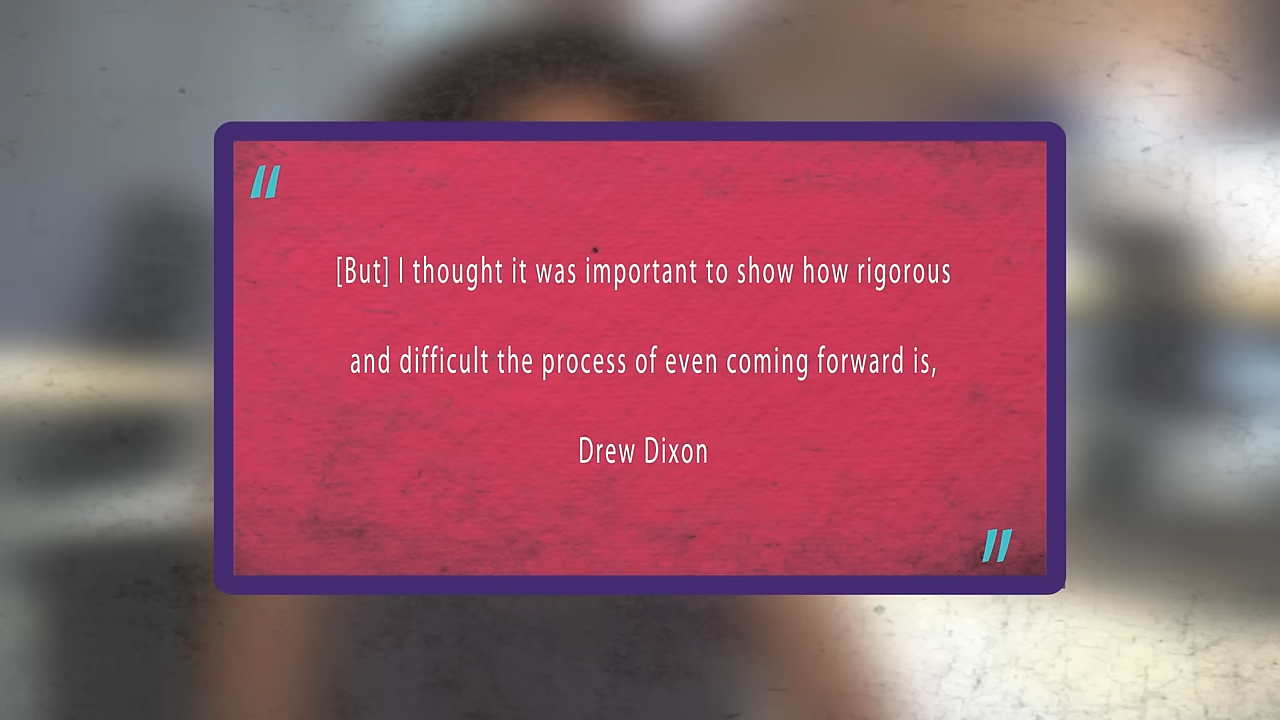 "
[But] I thought it was important to show how rigorous
and difficult the process of even coming forward is,
Drew Dixon
"